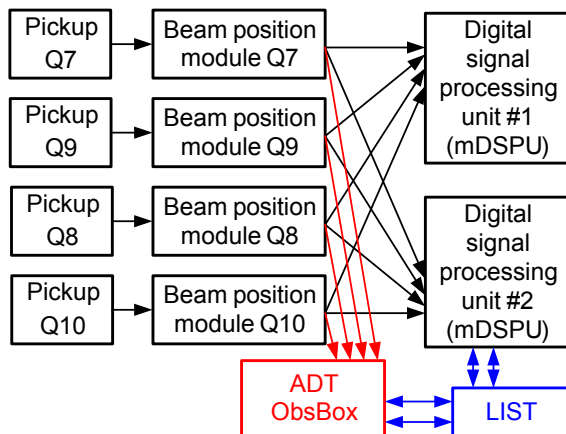 Pickup
Q7
Beam position
module Q7
Digital
signal
processing
unit #1
(mDSPU)
Pickup
Q9
Beam position
module Q9
Pickup
Q8
Beam position
module Q8
Digital
signal
processing
unit #2
(mDSPU)
Pickup
Q10
Beam position
module Q10
ADT
ObsBox
LIST